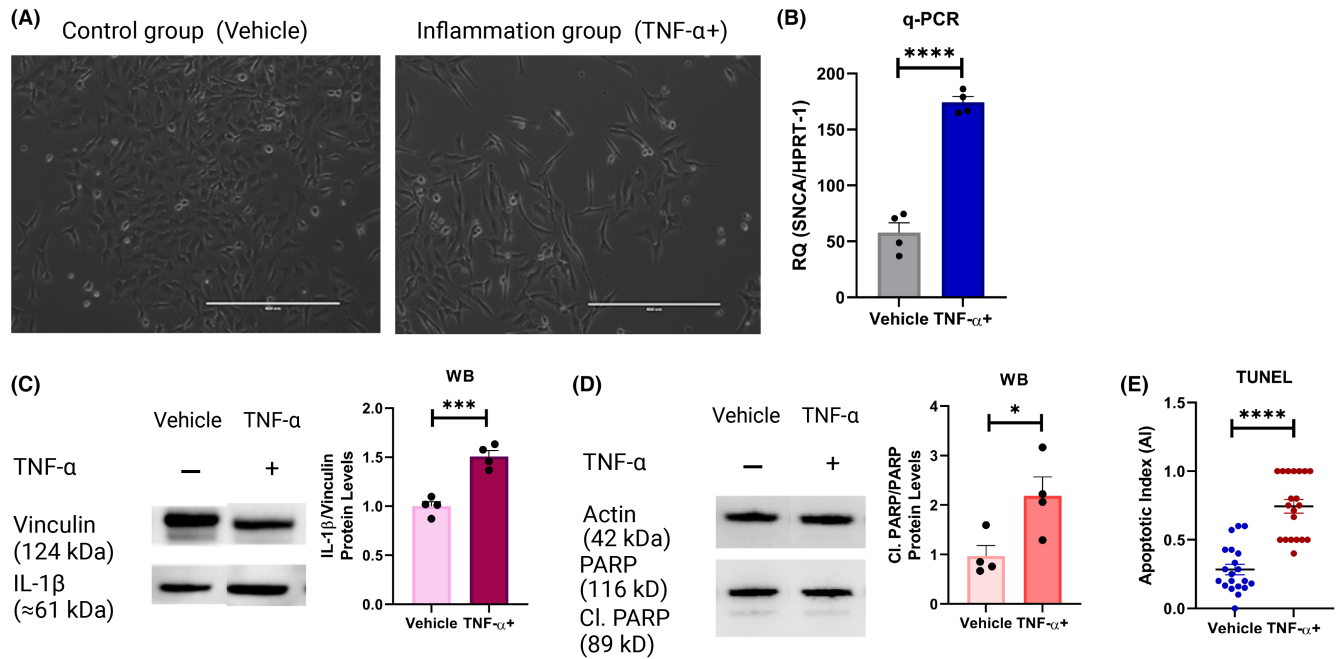 (A)
Control group (Vehicle)
Inflammation group (TNF-α+)
400 um
400 um
(B)
q-PCR
****
RQ (SNCA/HPRT-1)
200
150
100
50
0
Vehicle TNF-α+
(C)
Vehicle TNF-α
TNF-α – +
Vinculin
(124 kDa)
IL-1β
(≈61 kDa)
WB
***
IL-1β/Vinculin
Protein Levels
2.0
1.5
1.0
0.5
0.0
Vehicle TNF-α+
(D)
Vehicle TNF-α
TNF-α – +
Actin
(42 kDa)
PARP
(116 kD)
Cl. PARP
(89 kD)
WB
*
Cl. PARP/PARP
Protein Levels
4
3
2
1
0
Vehicle TNF-α+
(E)
TUNEL
****
Apoptotic Index (AI)
1.5
1.0
0.5
0.0
Vehicle TNF-α+